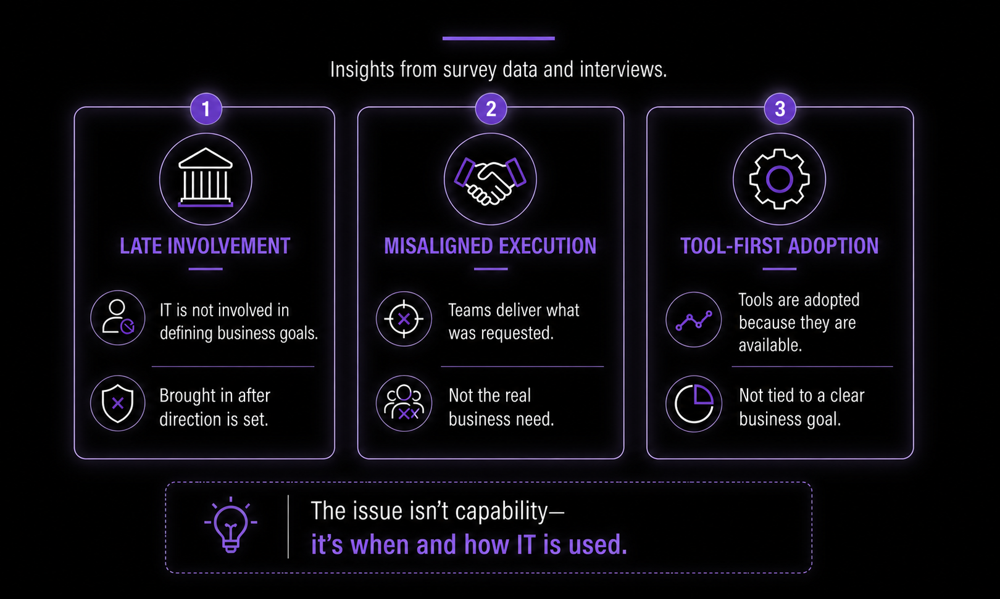 Insights from survey data and interviews.
1
LATE INVOLVEMENT
IT is not involved in
defining business goals.
Brought in after
direction is set.
2
MISALIGNED EXECUTION
Teams deliver what
was requested.
Not the real
business need.
3
TOOL-FIRST ADOPTION
Tools are adopted
because they are
available.
Not tied to a clear
business goal.
The issue isn’t capability—
it’s when and how IT is used.